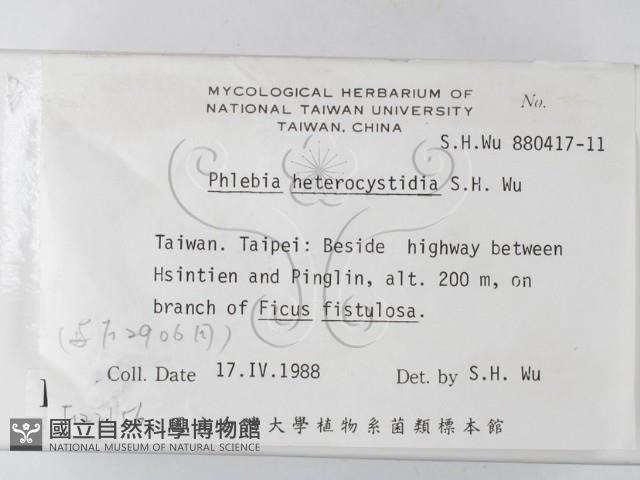 MYCOLOGICAL HERBARIUM OF
NATIONAL TAIWAN UNIVERSITY
TAIWAN, CHINA
No.
S.H.Wu 880417-11
Phlebia heterocystidia S.H. Wu
Taiwan. Taipei: Beside highway between
Hsintien and Pinglin, alt. 200 m, on
branch of Ficus fistulosa.
Coll. Date 17.IV.1988 Det. by S.H. Wu
大學植物系菌類標本館
國立自然科學博物館
NATIONAL MUSEUM OF NATURAL SCIENCE